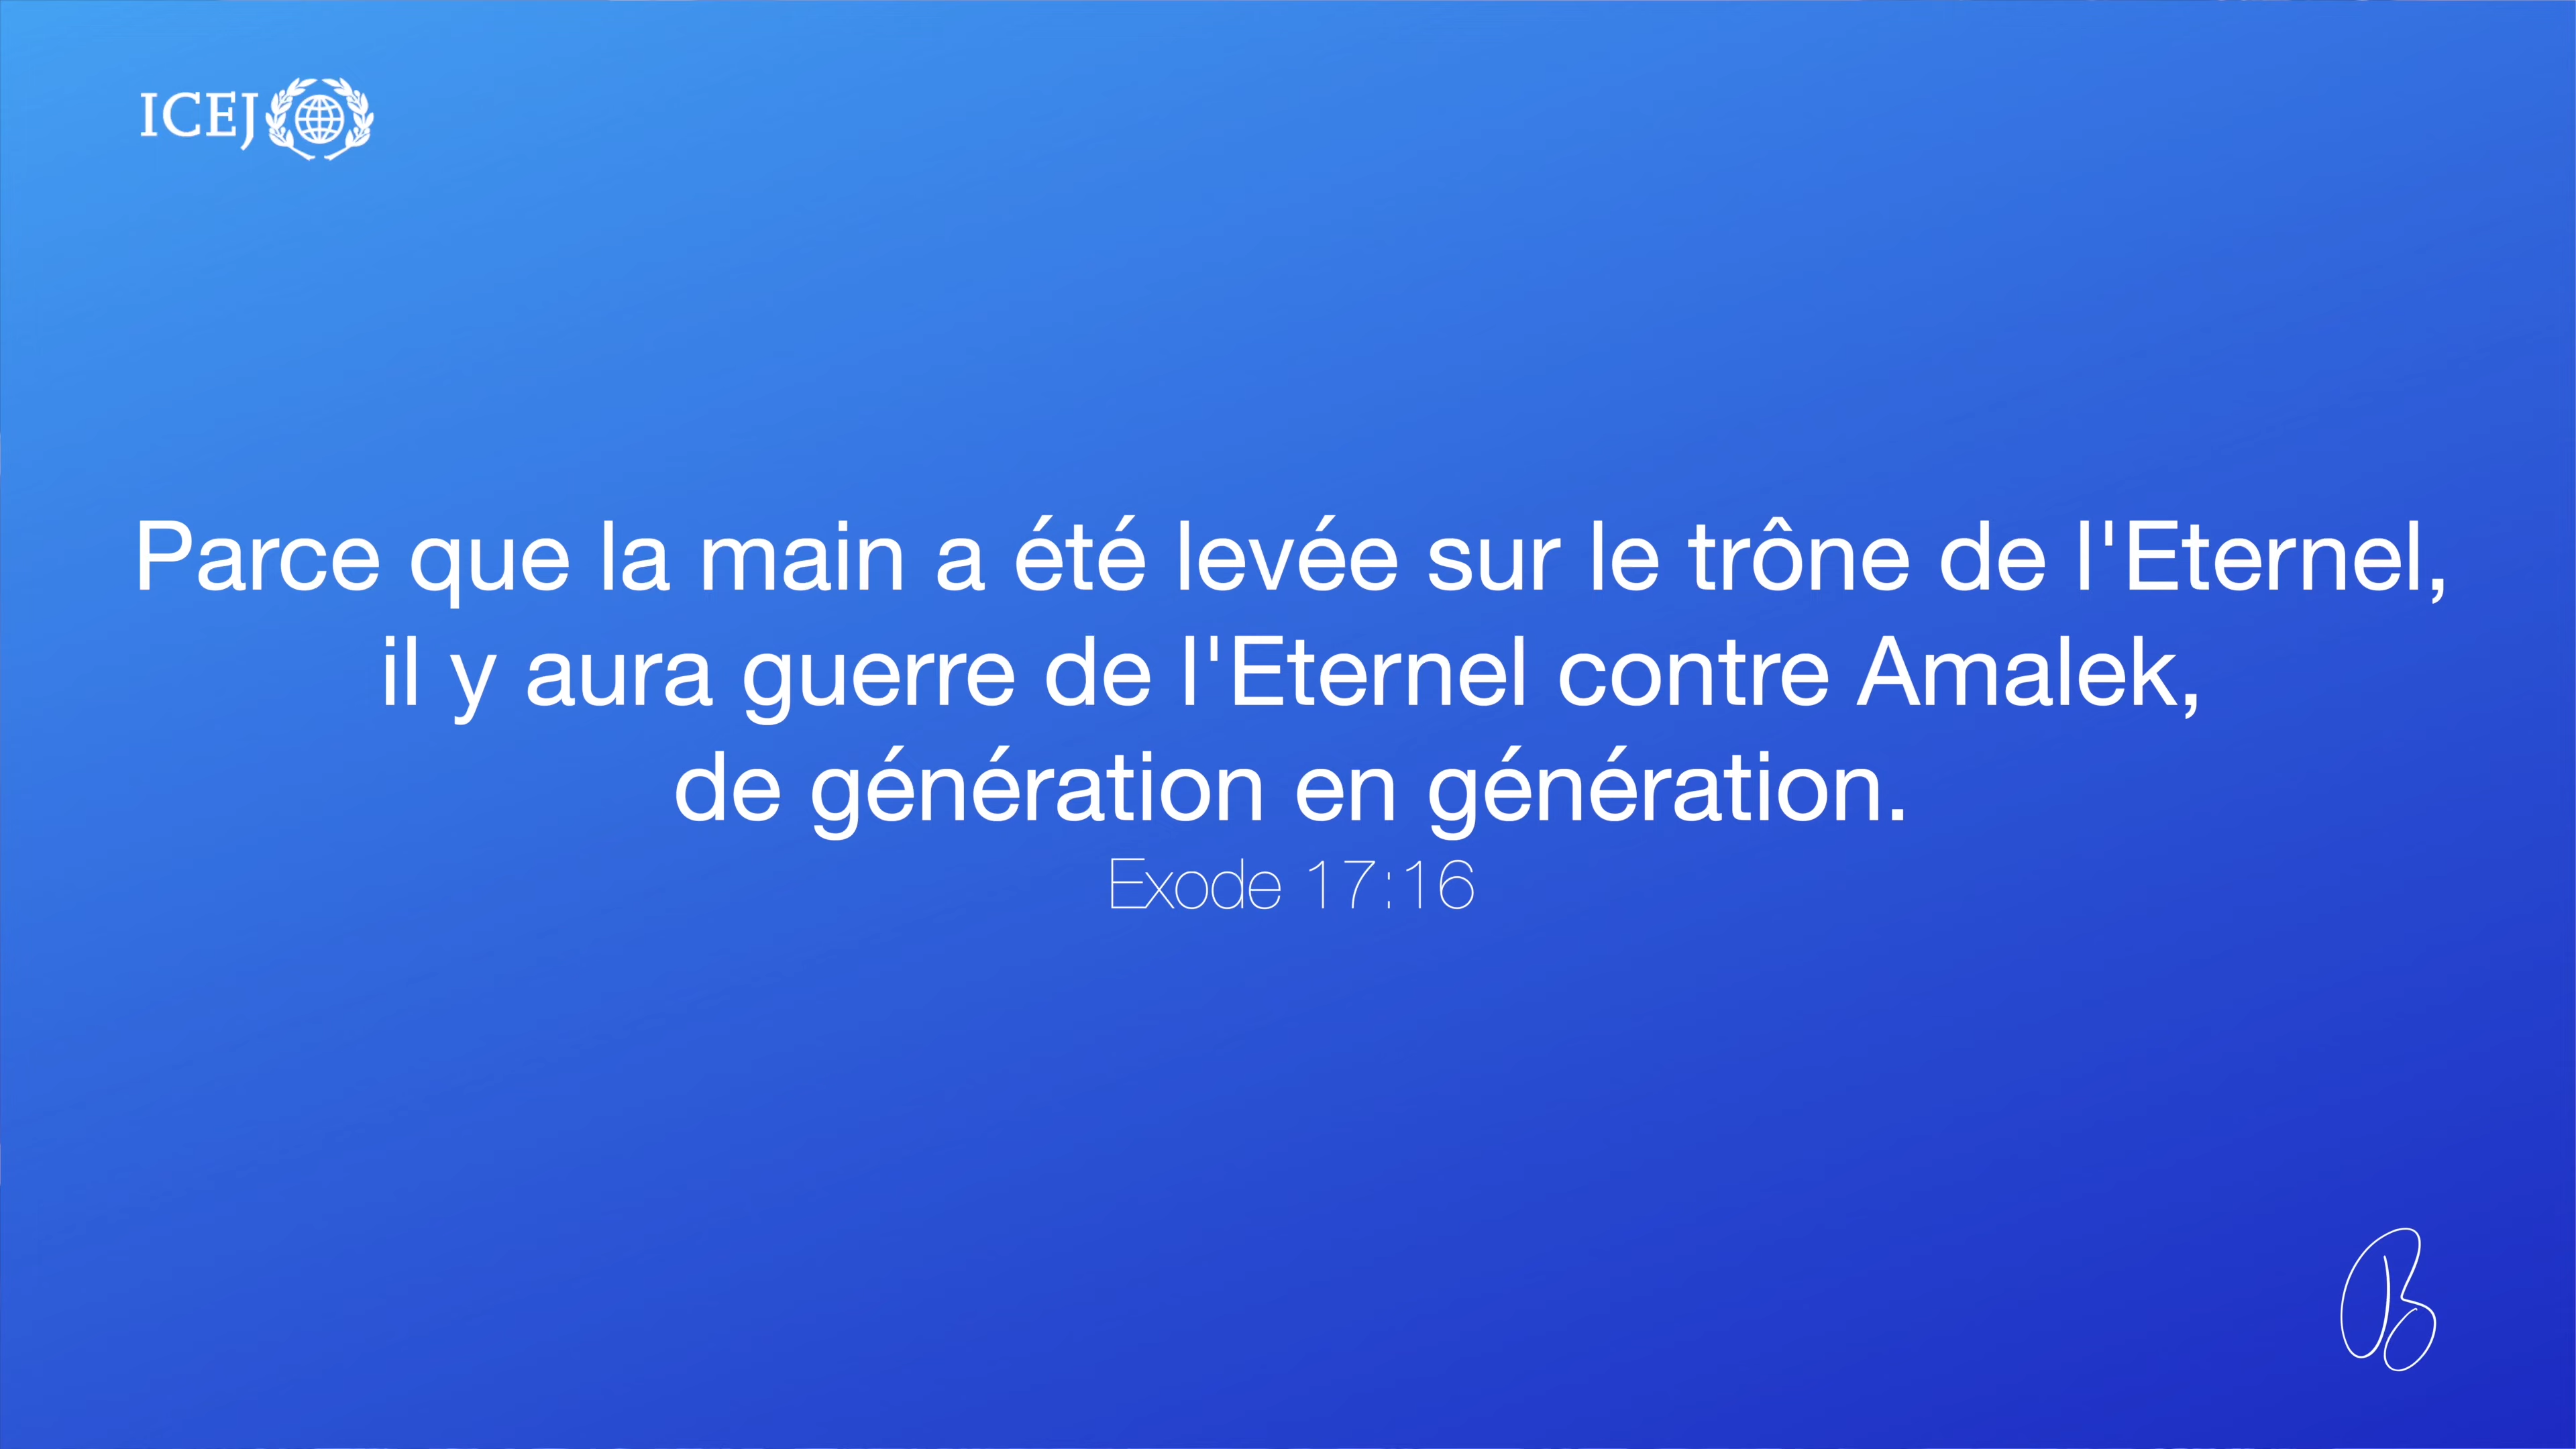 ICEJ
Parce que la main a été levée sur le trône de l'Eternel,
il y aura guerre de l'Eternel contre Amalek,
de génération en génération.
Exode 17:16
B